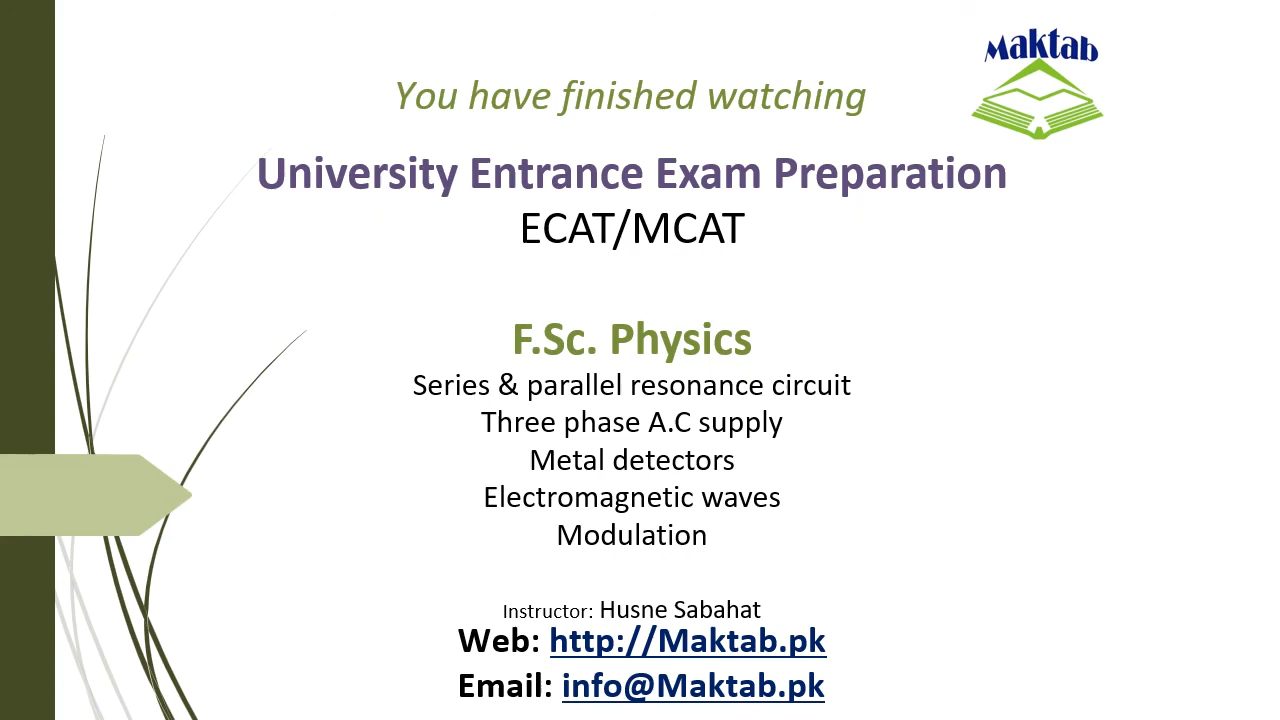 Maktab
You have finished watching
University Entrance Exam Preparation
ECAT/MCAT
F.Sc. Physics
Series & parallel resonance circuit
Three phase A.C supply
Metal detectors
Electromagnetic waves
Modulation
Instructor: Husne Sabahat
Web: http://Maktab.pk
Email: info@Maktab.pk